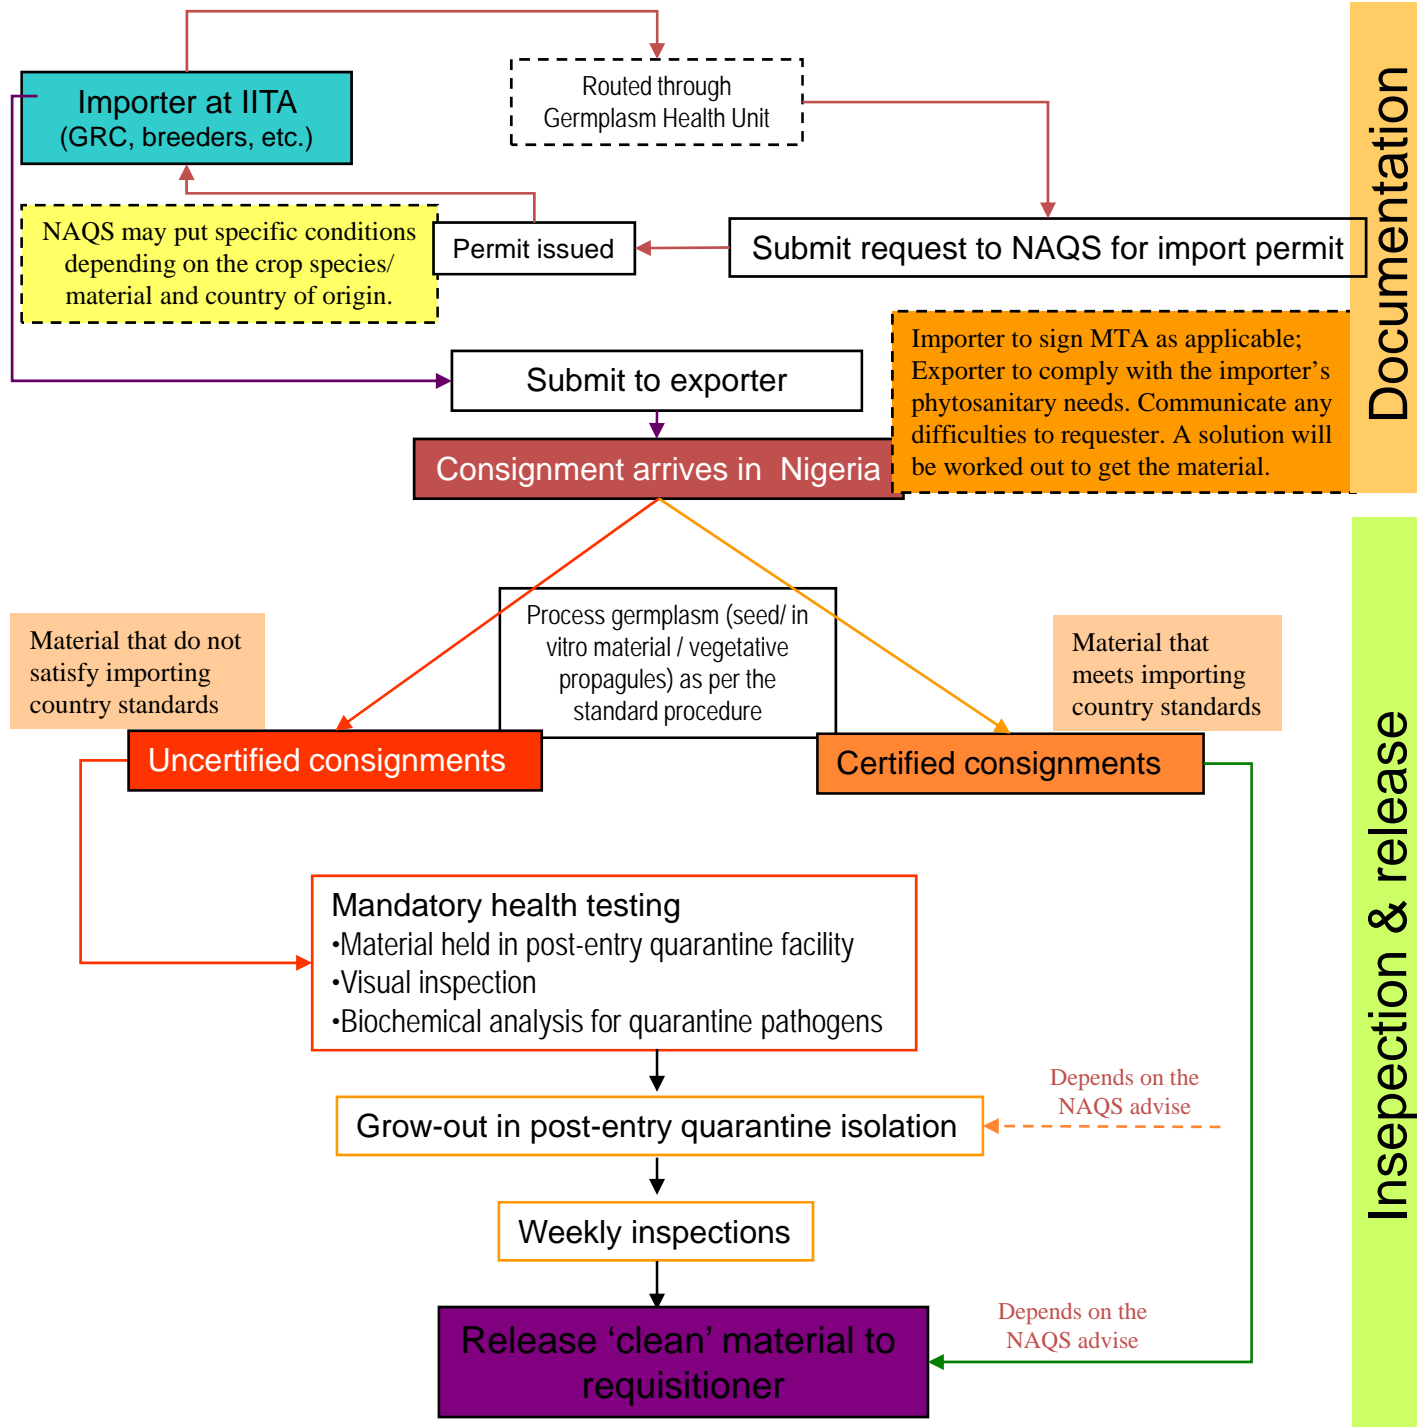 Importer at IITA
(GRC, breeders, etc.)
Routed through
Germplasm Health Unit
NAQS may put specific conditions
depending on the crop species/
material and country of origin.
Permit issued
Submit request to NAQS for import permit
Documentation
Submit to exporter
Importer to sign MTA as applicable;
Exporter to comply with the importer’s
phytosanitary needs. Communicate any
difficulties to requester. A solution will
be worked out to get the material.
Consignment arrives in  Nigeria
Process germplasm (seed/ in
vitro material / vegetative
propagules) as per the
standard procedure
Material that do not
satisfy importing
country standards
Material that
meets importing
country standards
Uncertified consignments
Certified consignments
Insepection & release
Mandatory health testing
•Material held in post-entry quarantine facility
•Visual inspection
•Biochemical analysis for quarantine pathogens
Depends on the
NAQS advise
Grow-out in post-entry quarantine isolation
Weekly inspections
Depends on the
NAQS advise
Release ‘clean’ material to
requisitioner